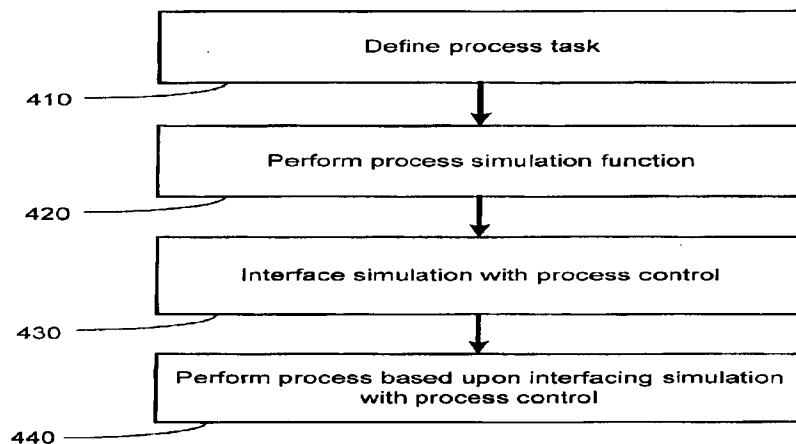 Define process task
410
Perform process simulation function
420
Interface simulation with process control
430
Perform process based upon interfacing simulation
with process control
440